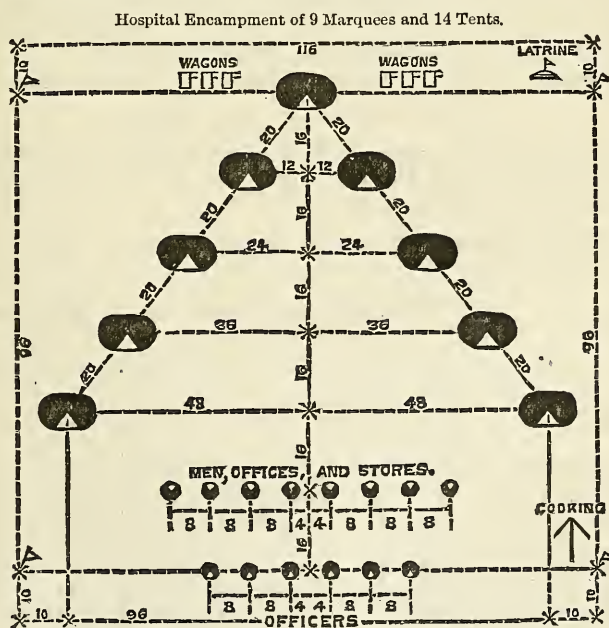 Hospital Encampment of 9 Marquees and 14 Tents.
116
LATRINE
10 WAGONS WAGONS 10
20 16 20
12 12
20 16 20
24 24
20 16 20
96 36 36 96
20 16 20
48 48
16
MEN, OFFICES, AND STORES.
8 8 8 4 4 8 8 8
COOKING
16
10 8 8 4 4 8 8 10
10 96 10
OFFICERS